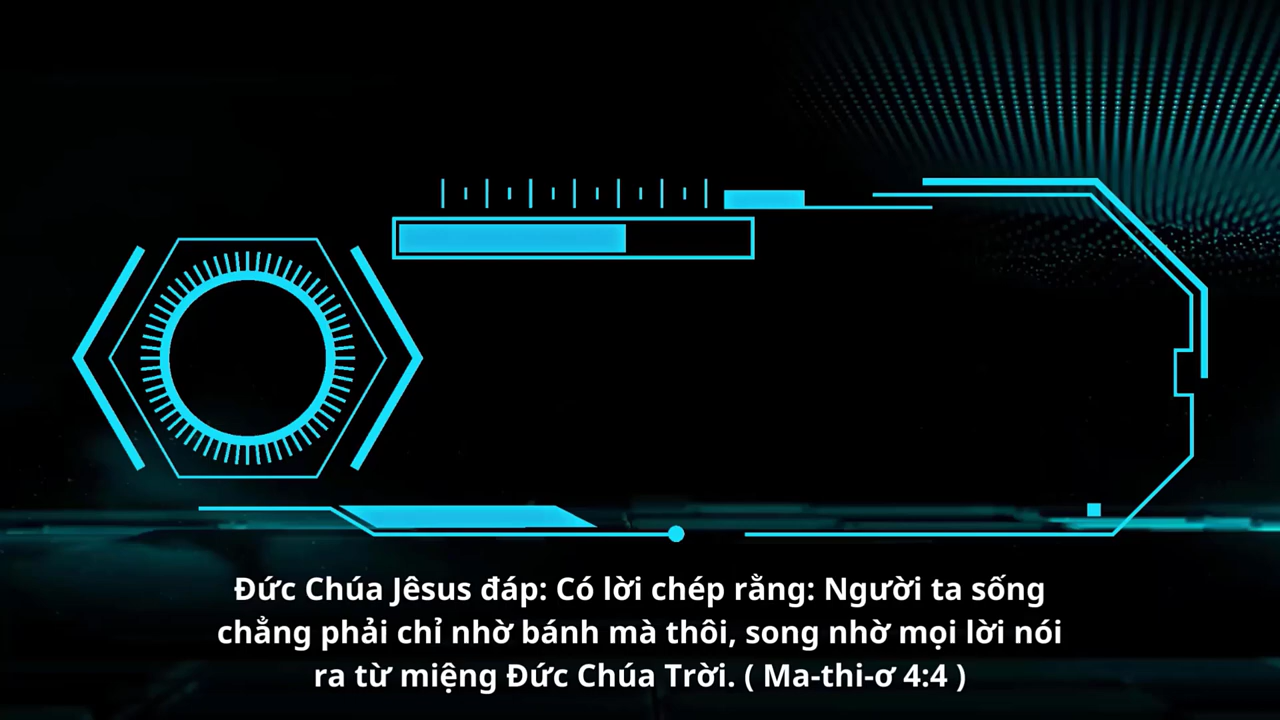 Đức Chúa Jêsus đáp: Có lời chép rằng: Người ta sống
chẳng phải chỉ nhờ bánh mà thôi, song nhờ mọi lời nói
ra từ miệng Đức Chúa Trời. ( Ma-thi-ơ 4:4 )